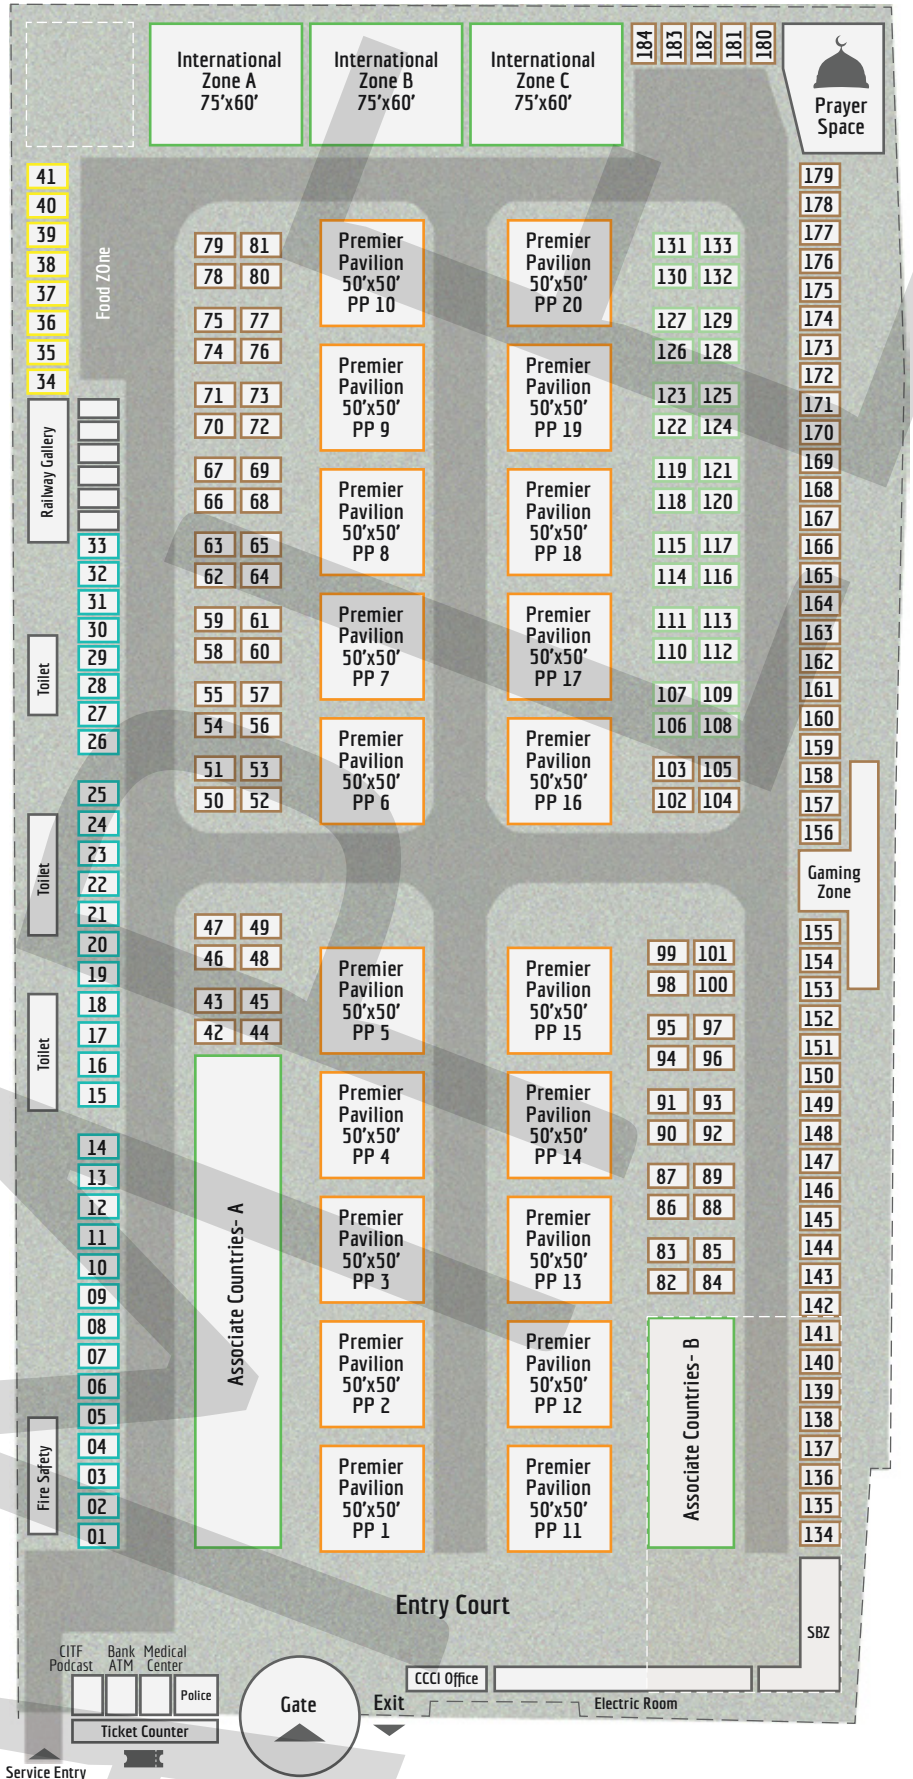 International
Zone A
75'x60'
International
Zone B
75'x60'
International
Zone C
75'x60'
184
183
182
181
180
Prayer
Space
41
40
39
38
37
36
35
34
Food ZOne
Railway Gallery
33
32
31
30
29
28
27
26
Toilet
25
24
23
22
21
20
19
18
17
16
15
Toilet
Toilet
14
13
12
11
10
09
08
07
06
05
04
03
02
01
Fire Safety
79 81
78 80
75 77
74 76
71 73
70 72
67 69
66 68
63 65
62 64
59 61
58 60
55 57
54 56
51 53
50 52
47 49
46 48
43 45
42 44
Associate Countries- A
Premier
Pavilion
50'x50'
PP 10
Premier
Pavilion
50'x50'
PP 9
Premier
Pavilion
50'x50'
PP 8
Premier
Pavilion
50'x50'
PP 7
Premier
Pavilion
50'x50'
PP 6
Premier
Pavilion
50'x50'
PP 5
Premier
Pavilion
50'x50'
PP 4
Premier
Pavilion
50'x50'
PP 3
Premier
Pavilion
50'x50'
PP 2
Premier
Pavilion
50'x50'
PP 1
Premier
Pavilion
50'x50'
PP 20
Premier
Pavilion
50'x50'
PP 19
Premier
Pavilion
50'x50'
PP 18
Premier
Pavilion
50'x50'
PP 17
Premier
Pavilion
50'x50'
PP 16
Premier
Pavilion
50'x50'
PP 15
Premier
Pavilion
50'x50'
PP 14
Premier
Pavilion
50'x50'
PP 13
Premier
Pavilion
50'x50'
PP 12
Premier
Pavilion
50'x50'
PP 11
131 133
130 132
127 129
126 128
123 125
122 124
119 121
118 120
115 117
114 116
111 113
110 112
107 109
106 108
103 105
102 104
99 101
98 100
95 97
94 96
91 93
90 92
87 89
86 88
83 85
82 84
Associate Countries- B
179
178
177
176
175
174
173
172
171
170
169
168
167
166
165
164
163
162
161
160
159
158
157
156
Gaming
Zone
155
154
153
152
151
150
149
148
147
146
145
144
143
142
141
140
139
138
137
136
135
134
SBZ
Entry Court
CITF
Podcast
Bank
ATM
Medical
Center
Police
Ticket Counter
Service Entry
Gate
Exit
CCCI Office
Electric Room